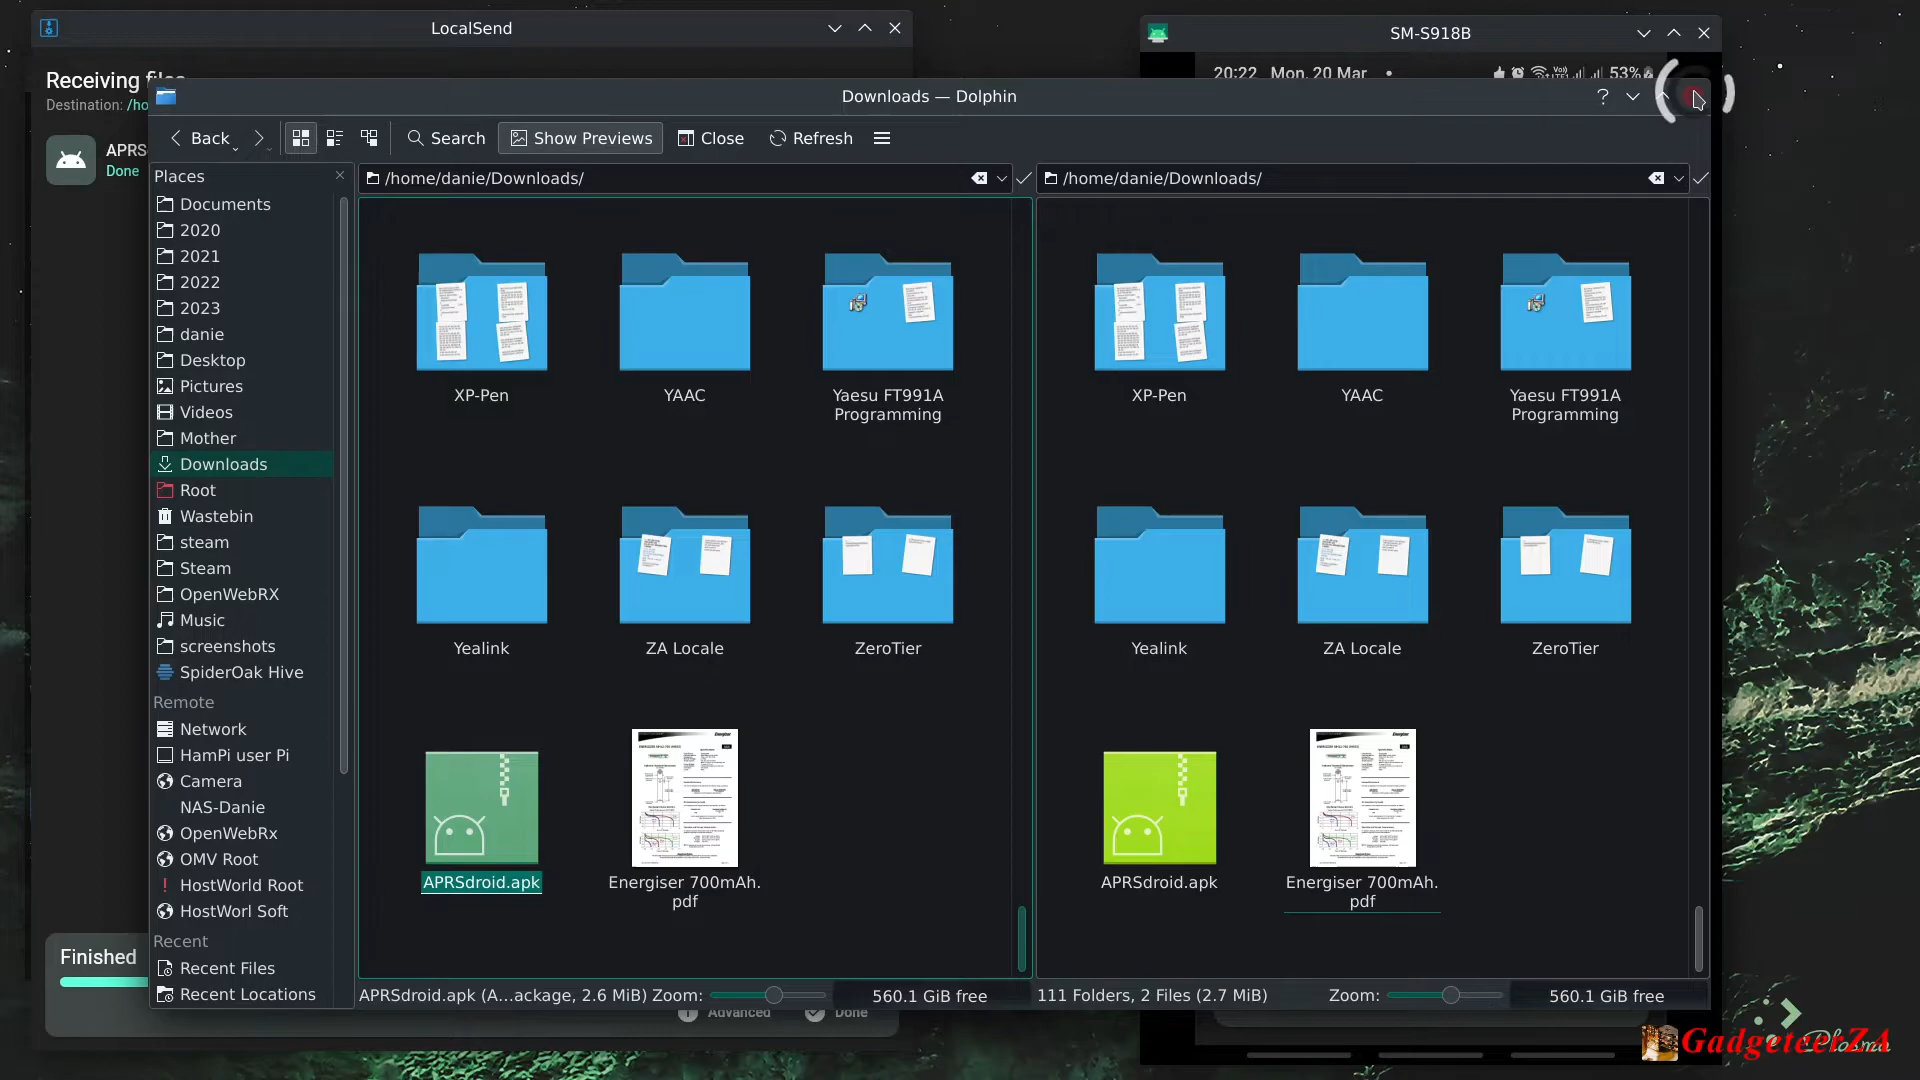 LocalSend
SM-S918B
Receiving files
20:22 Mon, 20 Mar • 53%
Destination: /ho
Downloads — Dolphin
?
Back
Search
Show Previews
Close
Refresh
APRS
Done
Places
/home/danie/Downloads/
/home/danie/Downloads/
Documents
2020
2021
2022
2023
danie
Desktop
Pictures
Videos
Mother
Downloads
Root
Wastebin
steam
Steam
OpenWebRX
Music
screenshots
SpiderOak Hive
Remote
Network
HamPi user Pi
Camera
NAS-Danie
OpenWebRx
OMV Root
HostWorld Root
HostWorl Soft
Recent
Recent Files
Recent Locations
XP-Pen
YAAC
Yaesu FT991A
Programming
Yealink
ZA Locale
ZeroTier
APRSdroid.apk
Energiser 700mAh.
pdf
XP-Pen
YAAC
Yaesu FT991A
Programming
Yealink
ZA Locale
ZeroTier
APRSdroid.apk
Energiser 700mAh.
pdf
APRSdroid.apk (A...ackage, 2.6 MiB)
Zoom:
560.1 GiB free
111 Folders, 2 Files (2.7 MiB)
Zoom:
560.1 GiB free
Finished
Advanced
Done
Plasma
GadgeteerZA